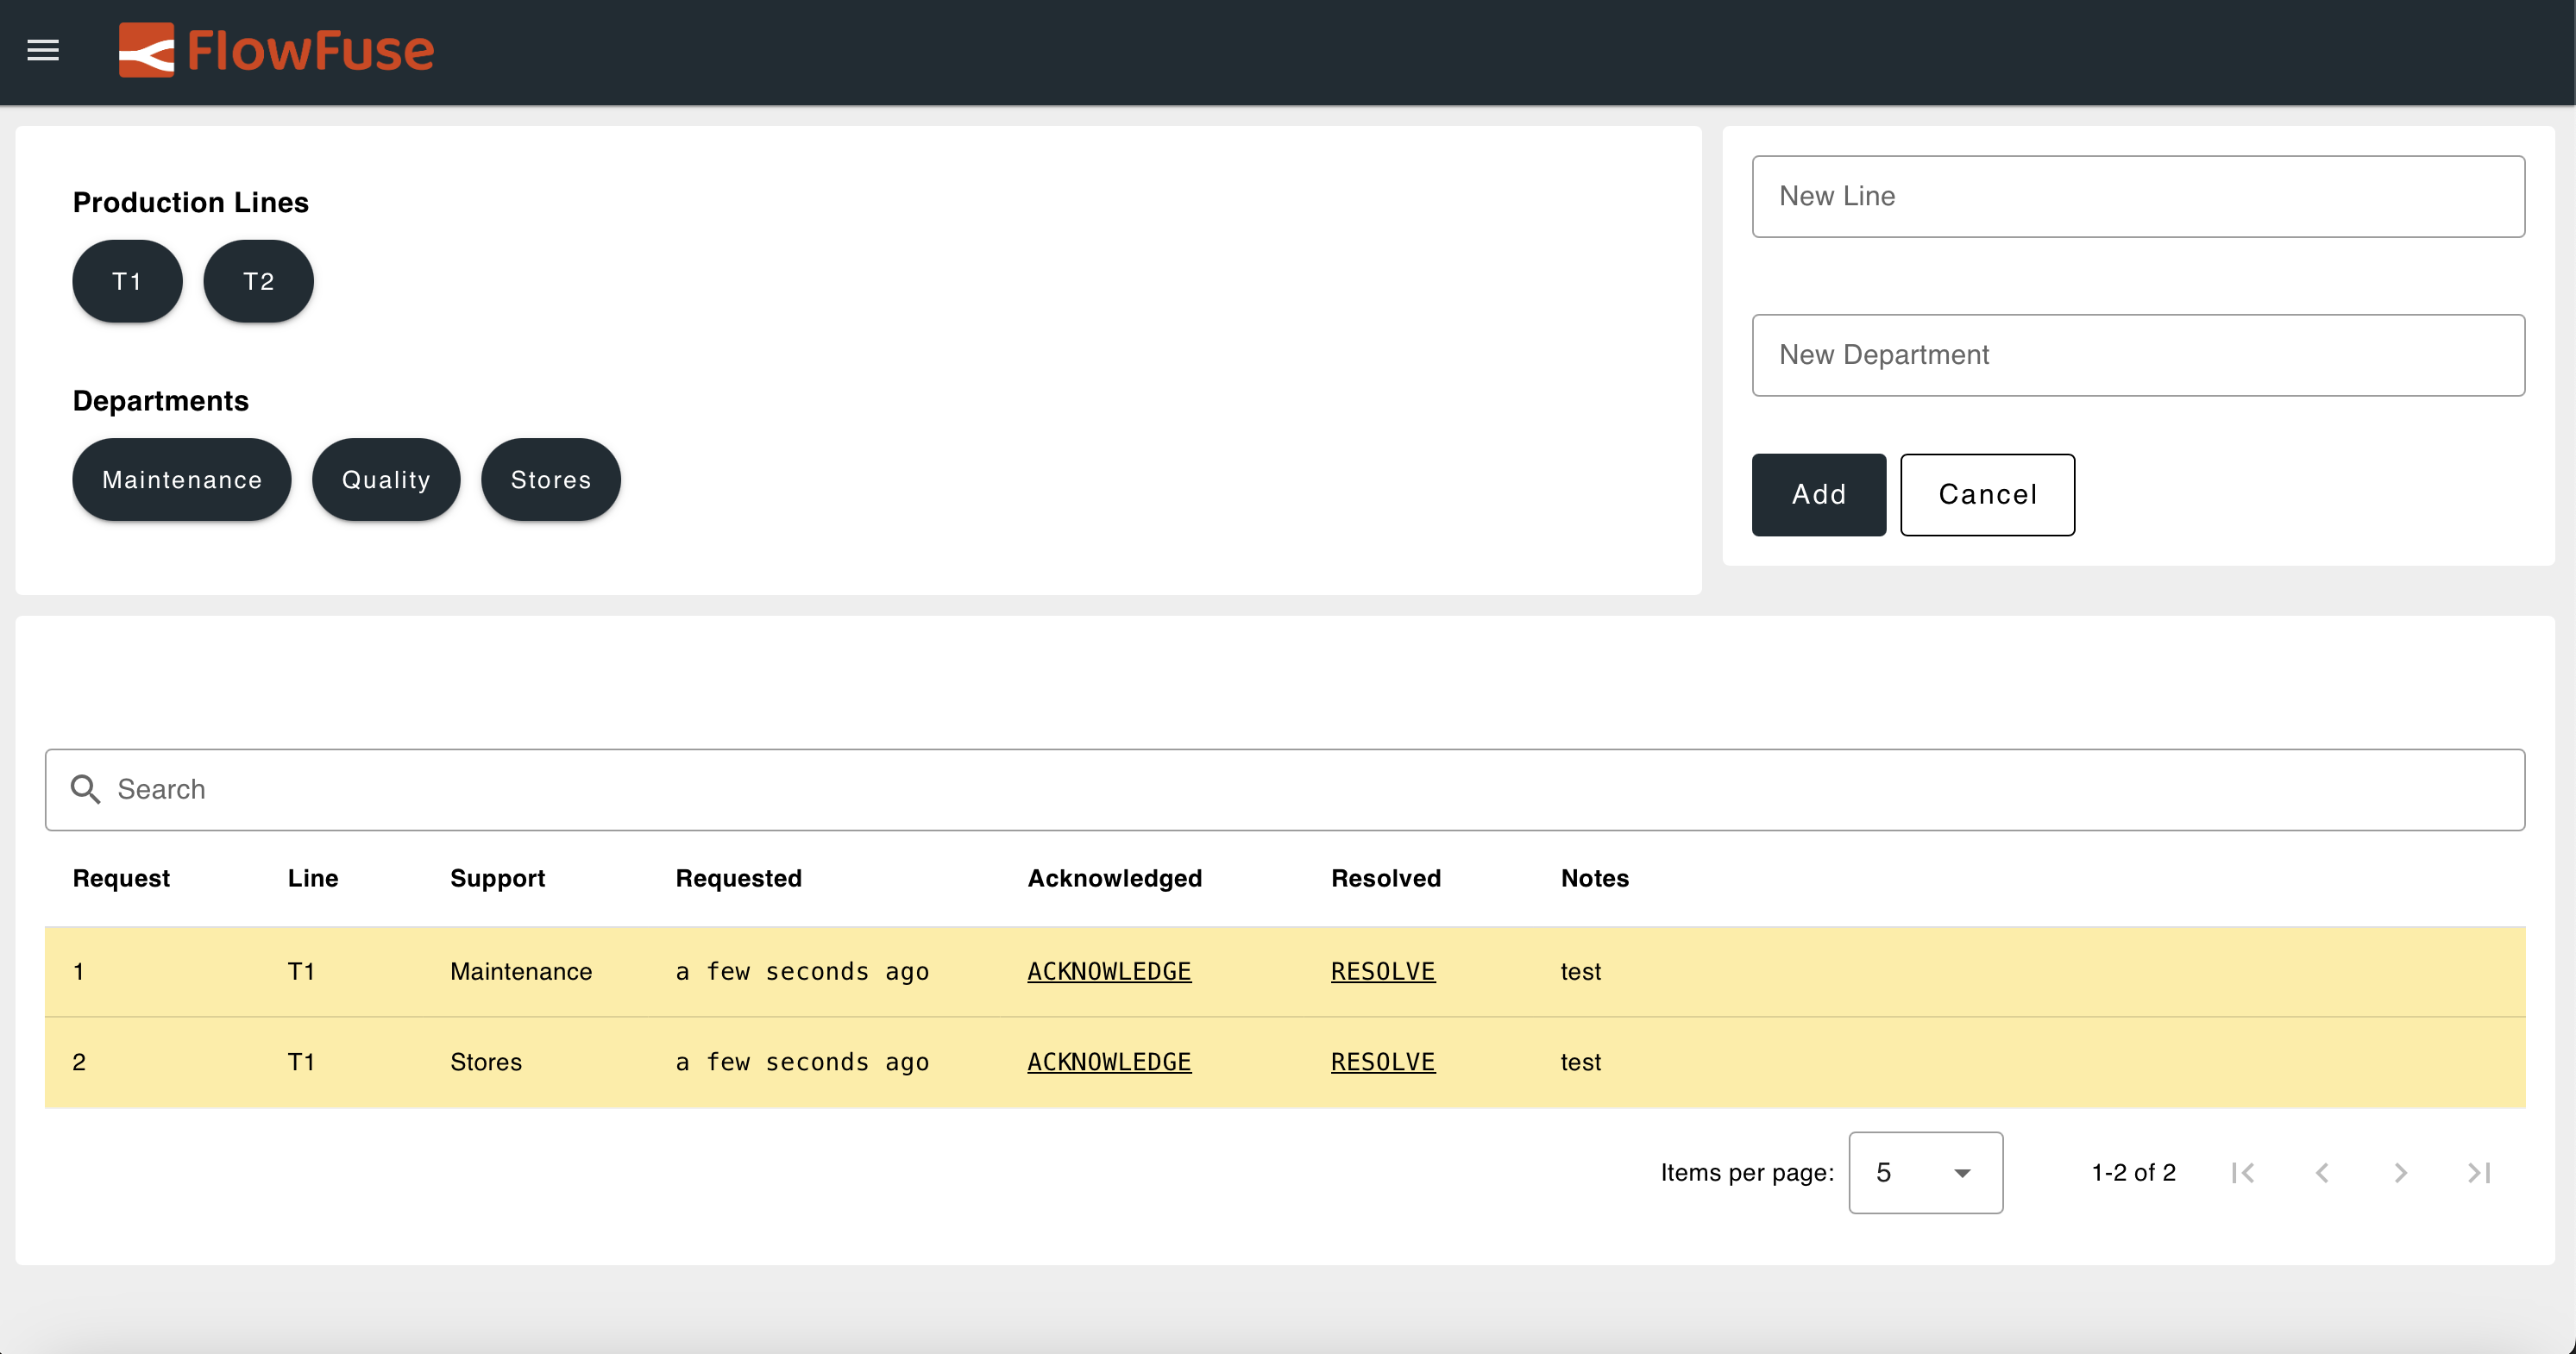 FlowFuse
Production Lines
T1 T2
Departments
Maintenance Quality Stores
New Line
New Department
Add Cancel
Search
Request Line Support Requested Acknowledged Resolved Notes
1 T1 Maintenance a few seconds ago ACKNOWLEDGE RESOLVE test
2 T1 Stores a few seconds ago ACKNOWLEDGE RESOLVE test
Items per page: 5 1-2 of 2